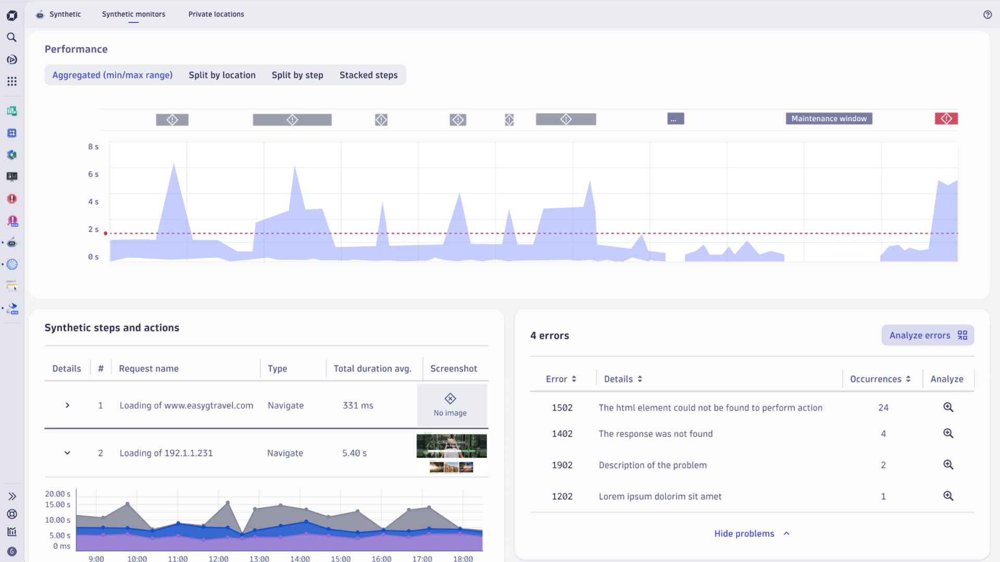 Synthetic
Synthetic monitors
Private locations
Performance
Aggregated (min/max range)
Split by location
Split by step
Stacked steps
...
Maintenance window
8 s
6 s
4 s
2 s
0 s
Synthetic steps and actions
Details # Request name Type Total duration avg. Screenshot
1 Loading of www.easygtravel.com Navigate 331 ms
No image
2 Loading of 192.1.1.231 Navigate 5.40 s
20.00 s
15.00 s
10.00 s
5.00 s
0 ms
9:00 10:00 11:00 12:00 13:00 14:00 15:00 16:00 17:00 18:00
4 errors
Analyze errors
Error Details Occurrences Analyze
1502 The html element could not be found to perform action 24
1402 The response was not found 4
1902 Description of the problem 2
1202 Lorem ipsum dolorim sit amet 1
Hide problems
NEW
NEW
G